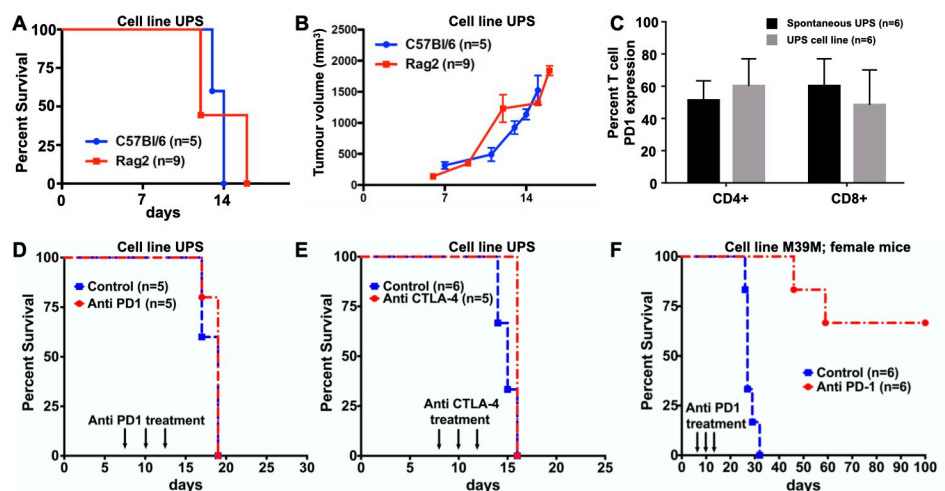 A
Cell line UPS
Percent Survival
100
75
50
25
0
C57Bl/6 (n=5)
Rag2 (n=9)
0
7
14
days
B
Cell line UPS
Tumour volume (mm³)
2500
2000
1500
1000
500
0
C57Bl/6 (n=5)
Rag2 (n=9)
0
7
14
days
C
Percent T cell
PD1 expression
100
80
60
40
20
0
Spontaneous UPS (n=6)
UPS cell line (n=6)
CD4+
CD8+
D
Cell line UPS
Percent Survival
100
75
50
25
0
Control (n=5)
Anti PD1 (n=5)
Anti PD1 treatment
0
5
10
15
20
25
30
days
E
Cell line UPS
Percent Survival
100
75
50
25
0
Control (n=6)
Anti CTLA-4 (n=5)
Anti CTLA-4
treatment
0
5
10
15
20
25
days
F
Cell line M39M; female mice
Percent Survival
100
75
50
25
0
Control (n=6)
Anti PD-1 (n=6)
Anti PD1
treatment
0
10
20
30
40
50
60
70
80
90
100
days